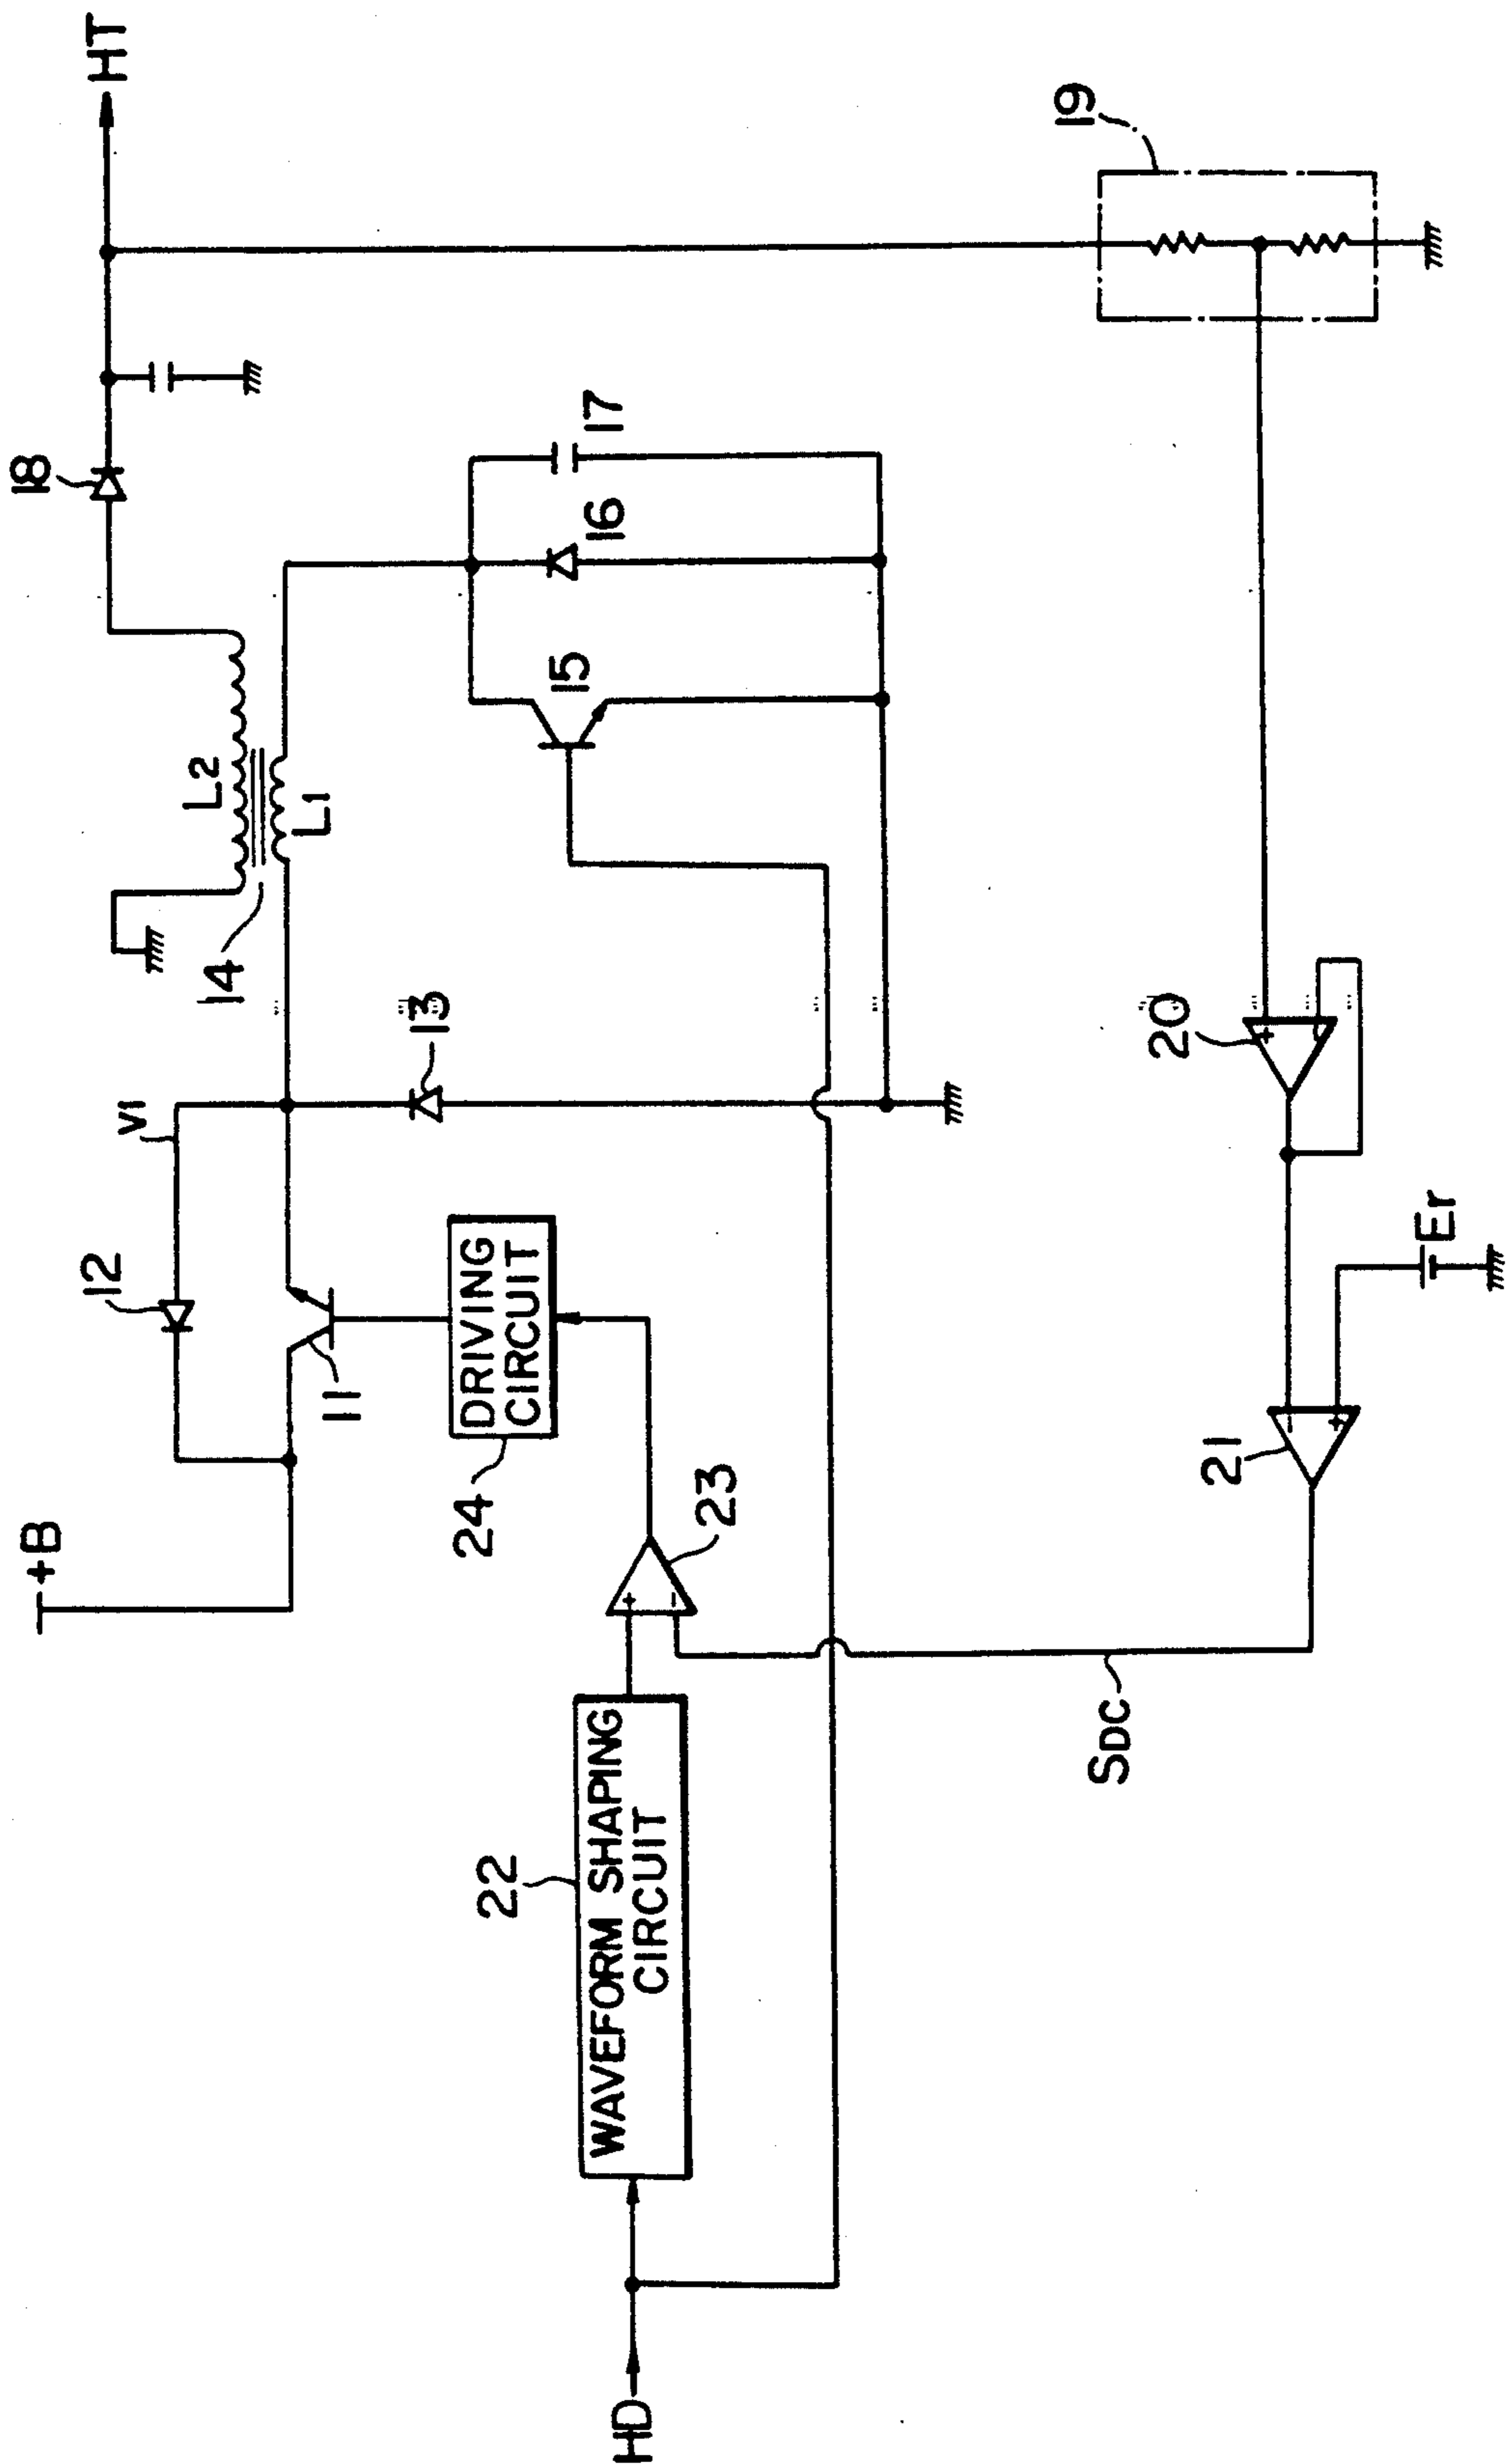 +B
12
V1
14
L2
L1
18
HT
11
13
15
16
17
24
DRIVING
CIRCUIT
22
WAVEFORM SHAPING
CIRCUIT
+
-
23
HD
SDC
21
-
+
Er
20
+
-
19